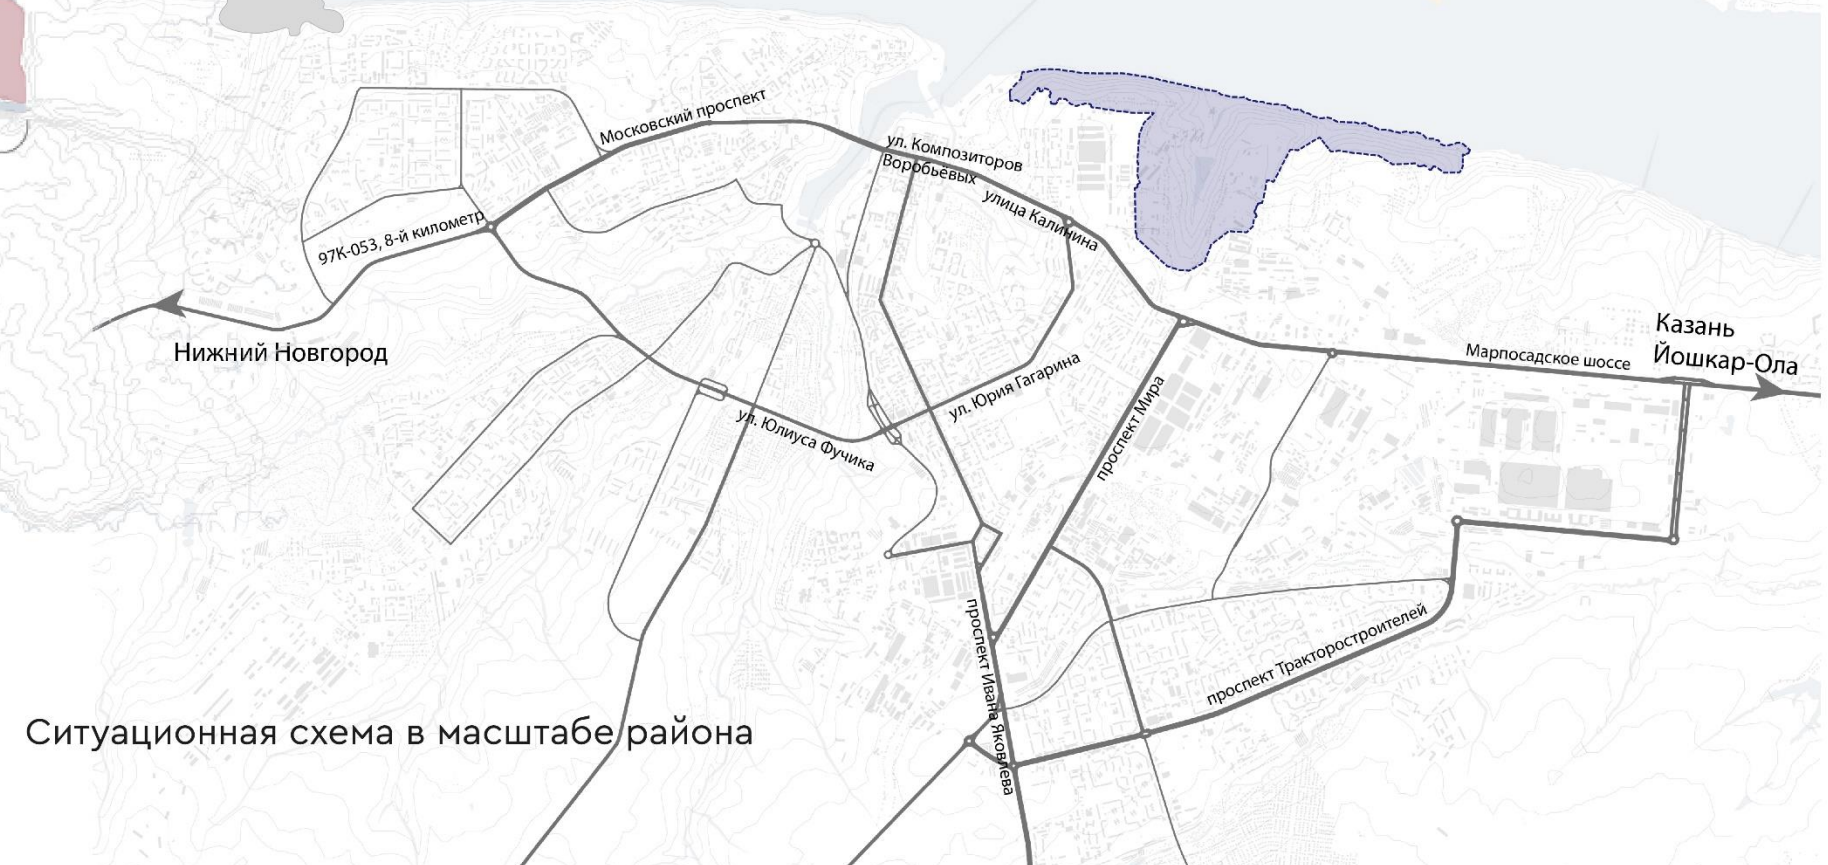 Московский проспект
ул. Композиторов
Воробьёвых
улица Калинина
97К-053, 8-й километр
Нижний Новгород
Казань
Йошкар-Ола
Марпосадское шоссе
ул. Юрия Гагарина
проспект Мира
ул. Юлиуса Фучика
проспект Ивана Яковлева
проспект Тракторостроителей
Ситуационная схема в масштабе района